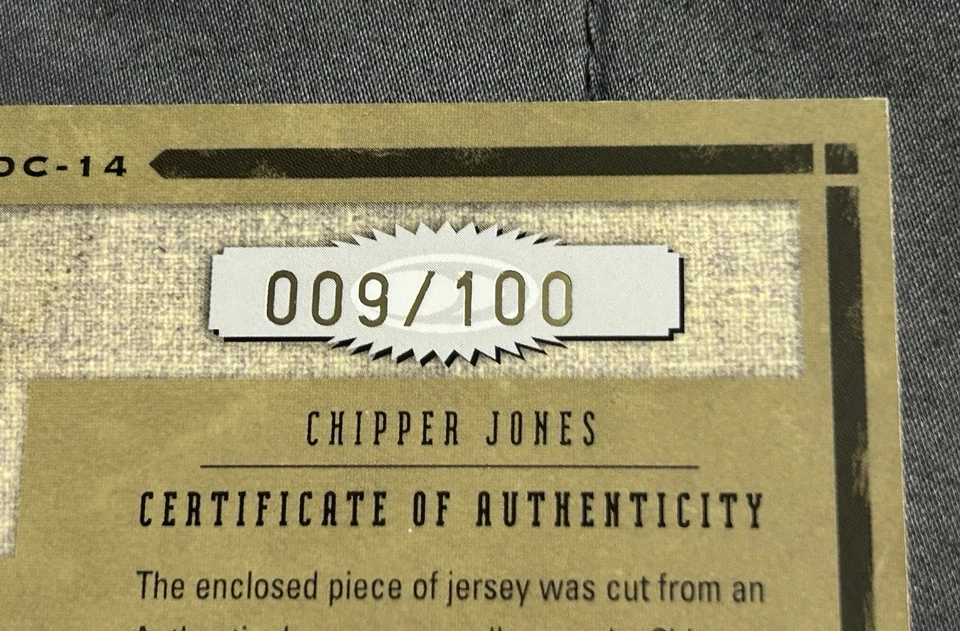 DC-14
009/100
CHIPPER JONES
CERTIFICATE OF AUTHENTICITY
The enclosed piece of jersey was cut from an